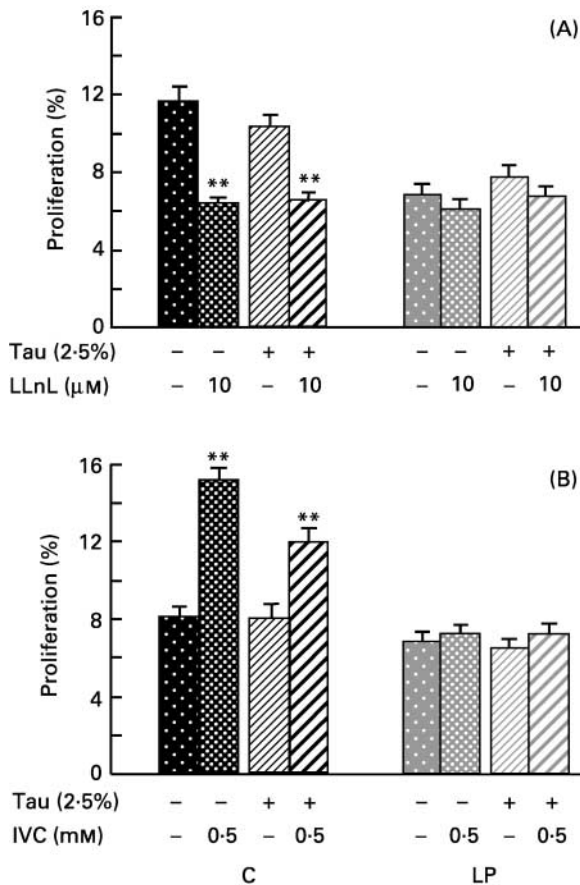 (A)
16
12
8
4
0
Proliferation (%)
**
**
Tau (2·5%) – – + + – – + +
LLnL (μM) – 10 – 10 – 10 – 10
(B)
16
12
8
4
0
Proliferation (%)
**
**
Tau (2·5%) – – + + – – + +
IVC (mM) – 0·5 – 0·5 – 0·5 – 0·5
C LP